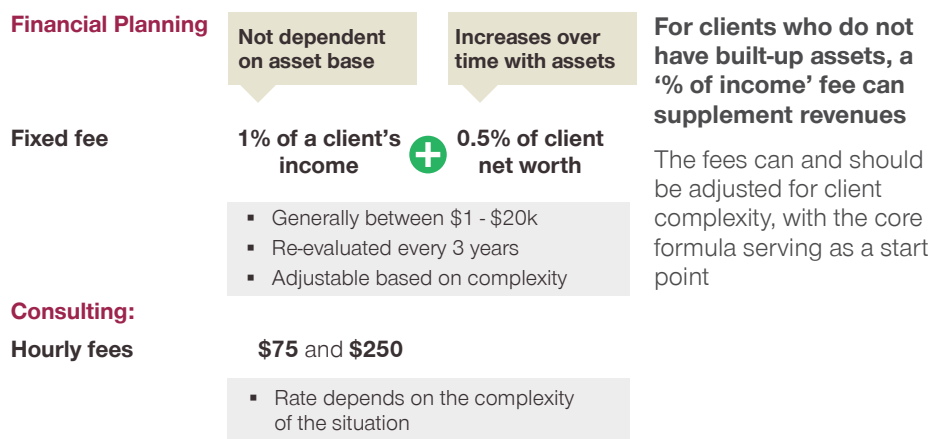 Financial Planning
Not dependent
on asset base
Increases over
time with assets
Fixed fee
1% of a client's
income
0.5% of client
net worth
▪ Generally between $1 - $20k
▪ Re-evaluated every 3 years
▪ Adjustable based on complexity
Consulting:
Hourly fees
$75 and $250
▪ Rate depends on the complexity
of the situation
For clients who do not
have built-up assets, a
‘% of income’ fee can
supplement revenues
The fees can and should
be adjusted for client
complexity, with the core
formula serving as a start
point